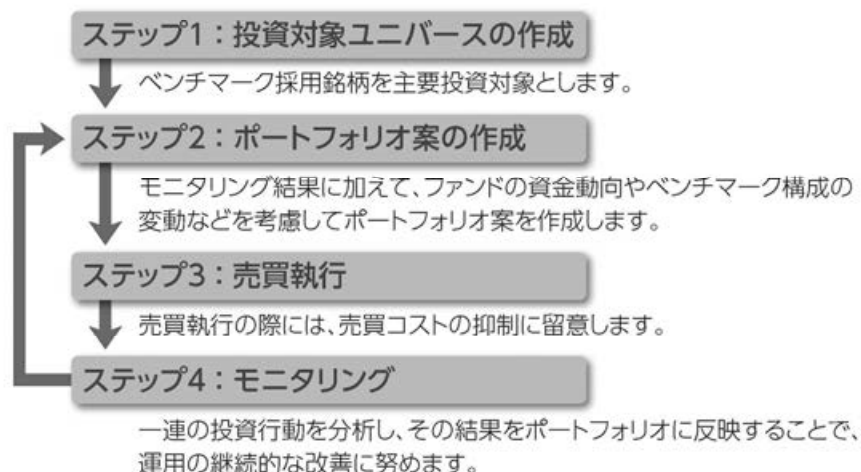 ステップ1：投資対象ユニバースの作成
ベンチマーク採用銘柄を主要投資対象とします。
ステップ2：ポートフォリオ案の作成
モニタリング結果に加えて、ファンドの資金動向やベンチマーク構成の
変動などを考慮してポートフォリオ案を作成します。
ステップ3：売買執行
売買執行の際には、売買コストの抑制に留意します。
ステップ4：モニタリング
一連の投資行動を分析し、その結果をポートフォリオに反映することで、
運用の継続的な改善に努めます。